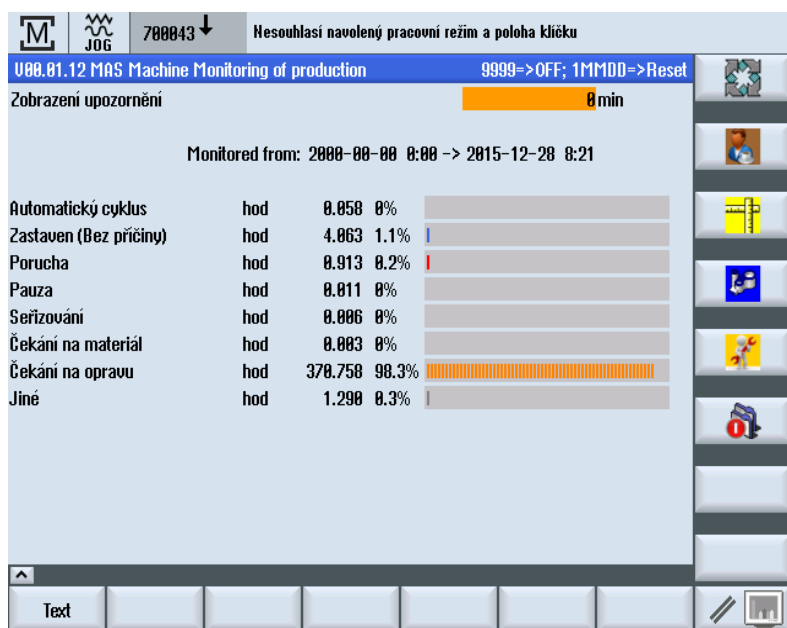 M JOG 700043 Nesouhlasí navolený pracovní režim a poloha klíčku
V00.01.12 MAS Machine Monitoring of production 9999=>OFF; 1MMDD=>Reset
Zobrazení upozornění 0 min
Monitored from: 2000-00-00 0:00 -> 2015-12-28 8:21
Automatický cyklus hod 0.058 0%
Zastaven (Bez příčiny) hod 4.063 1.1%
Porucha hod 0.913 0.2%
Pauza hod 0.011 0%
Seřizování hod 0.006 0%
Čekání na materiál hod 0.003 0%
Čekání na opravu hod 370.758 98.3%
Jiné hod 1.290 0.3%
Text